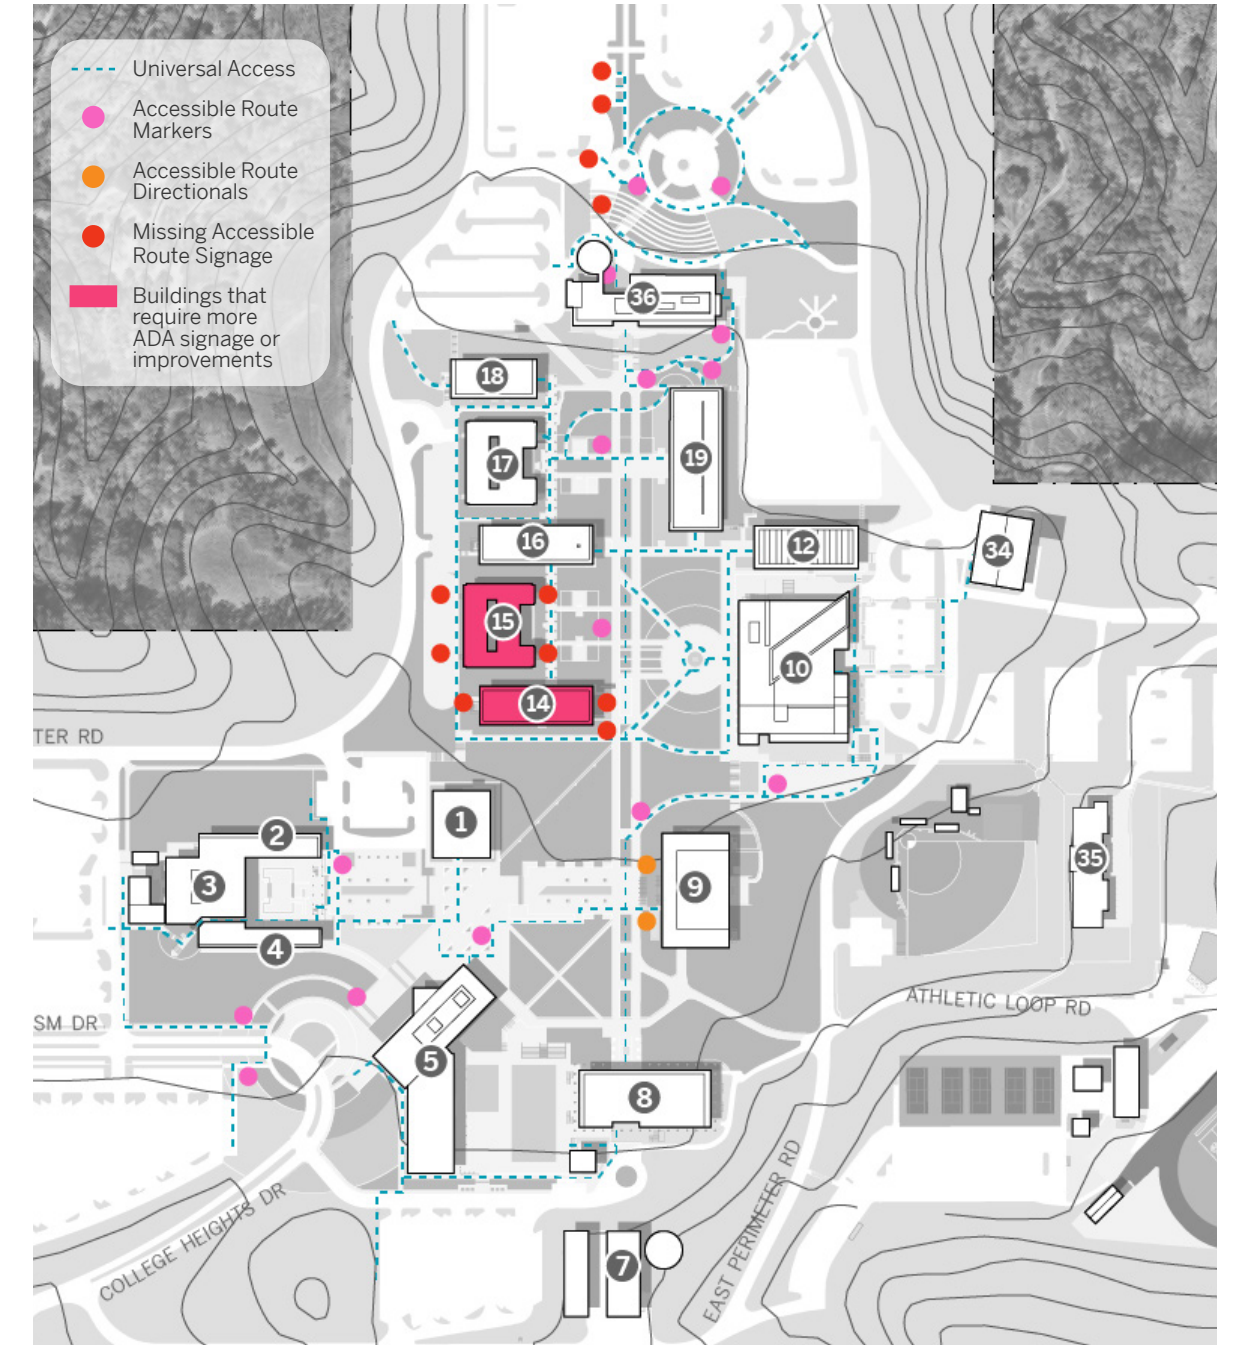 Universal Access
Accessible Route
Markers
Accessible Route
Directionals
Missing Accessible
Route Signage
Buildings that
require more
ADA signage or
improvements
36
18
17
19
16
12
34
15
10
14
TER RD
1
2
3
35
9
4
ATHLETIC LOOP RD
SM DR
5
8
COLLEGE HEIGHTS DR
EAST PERIMETER RD
7